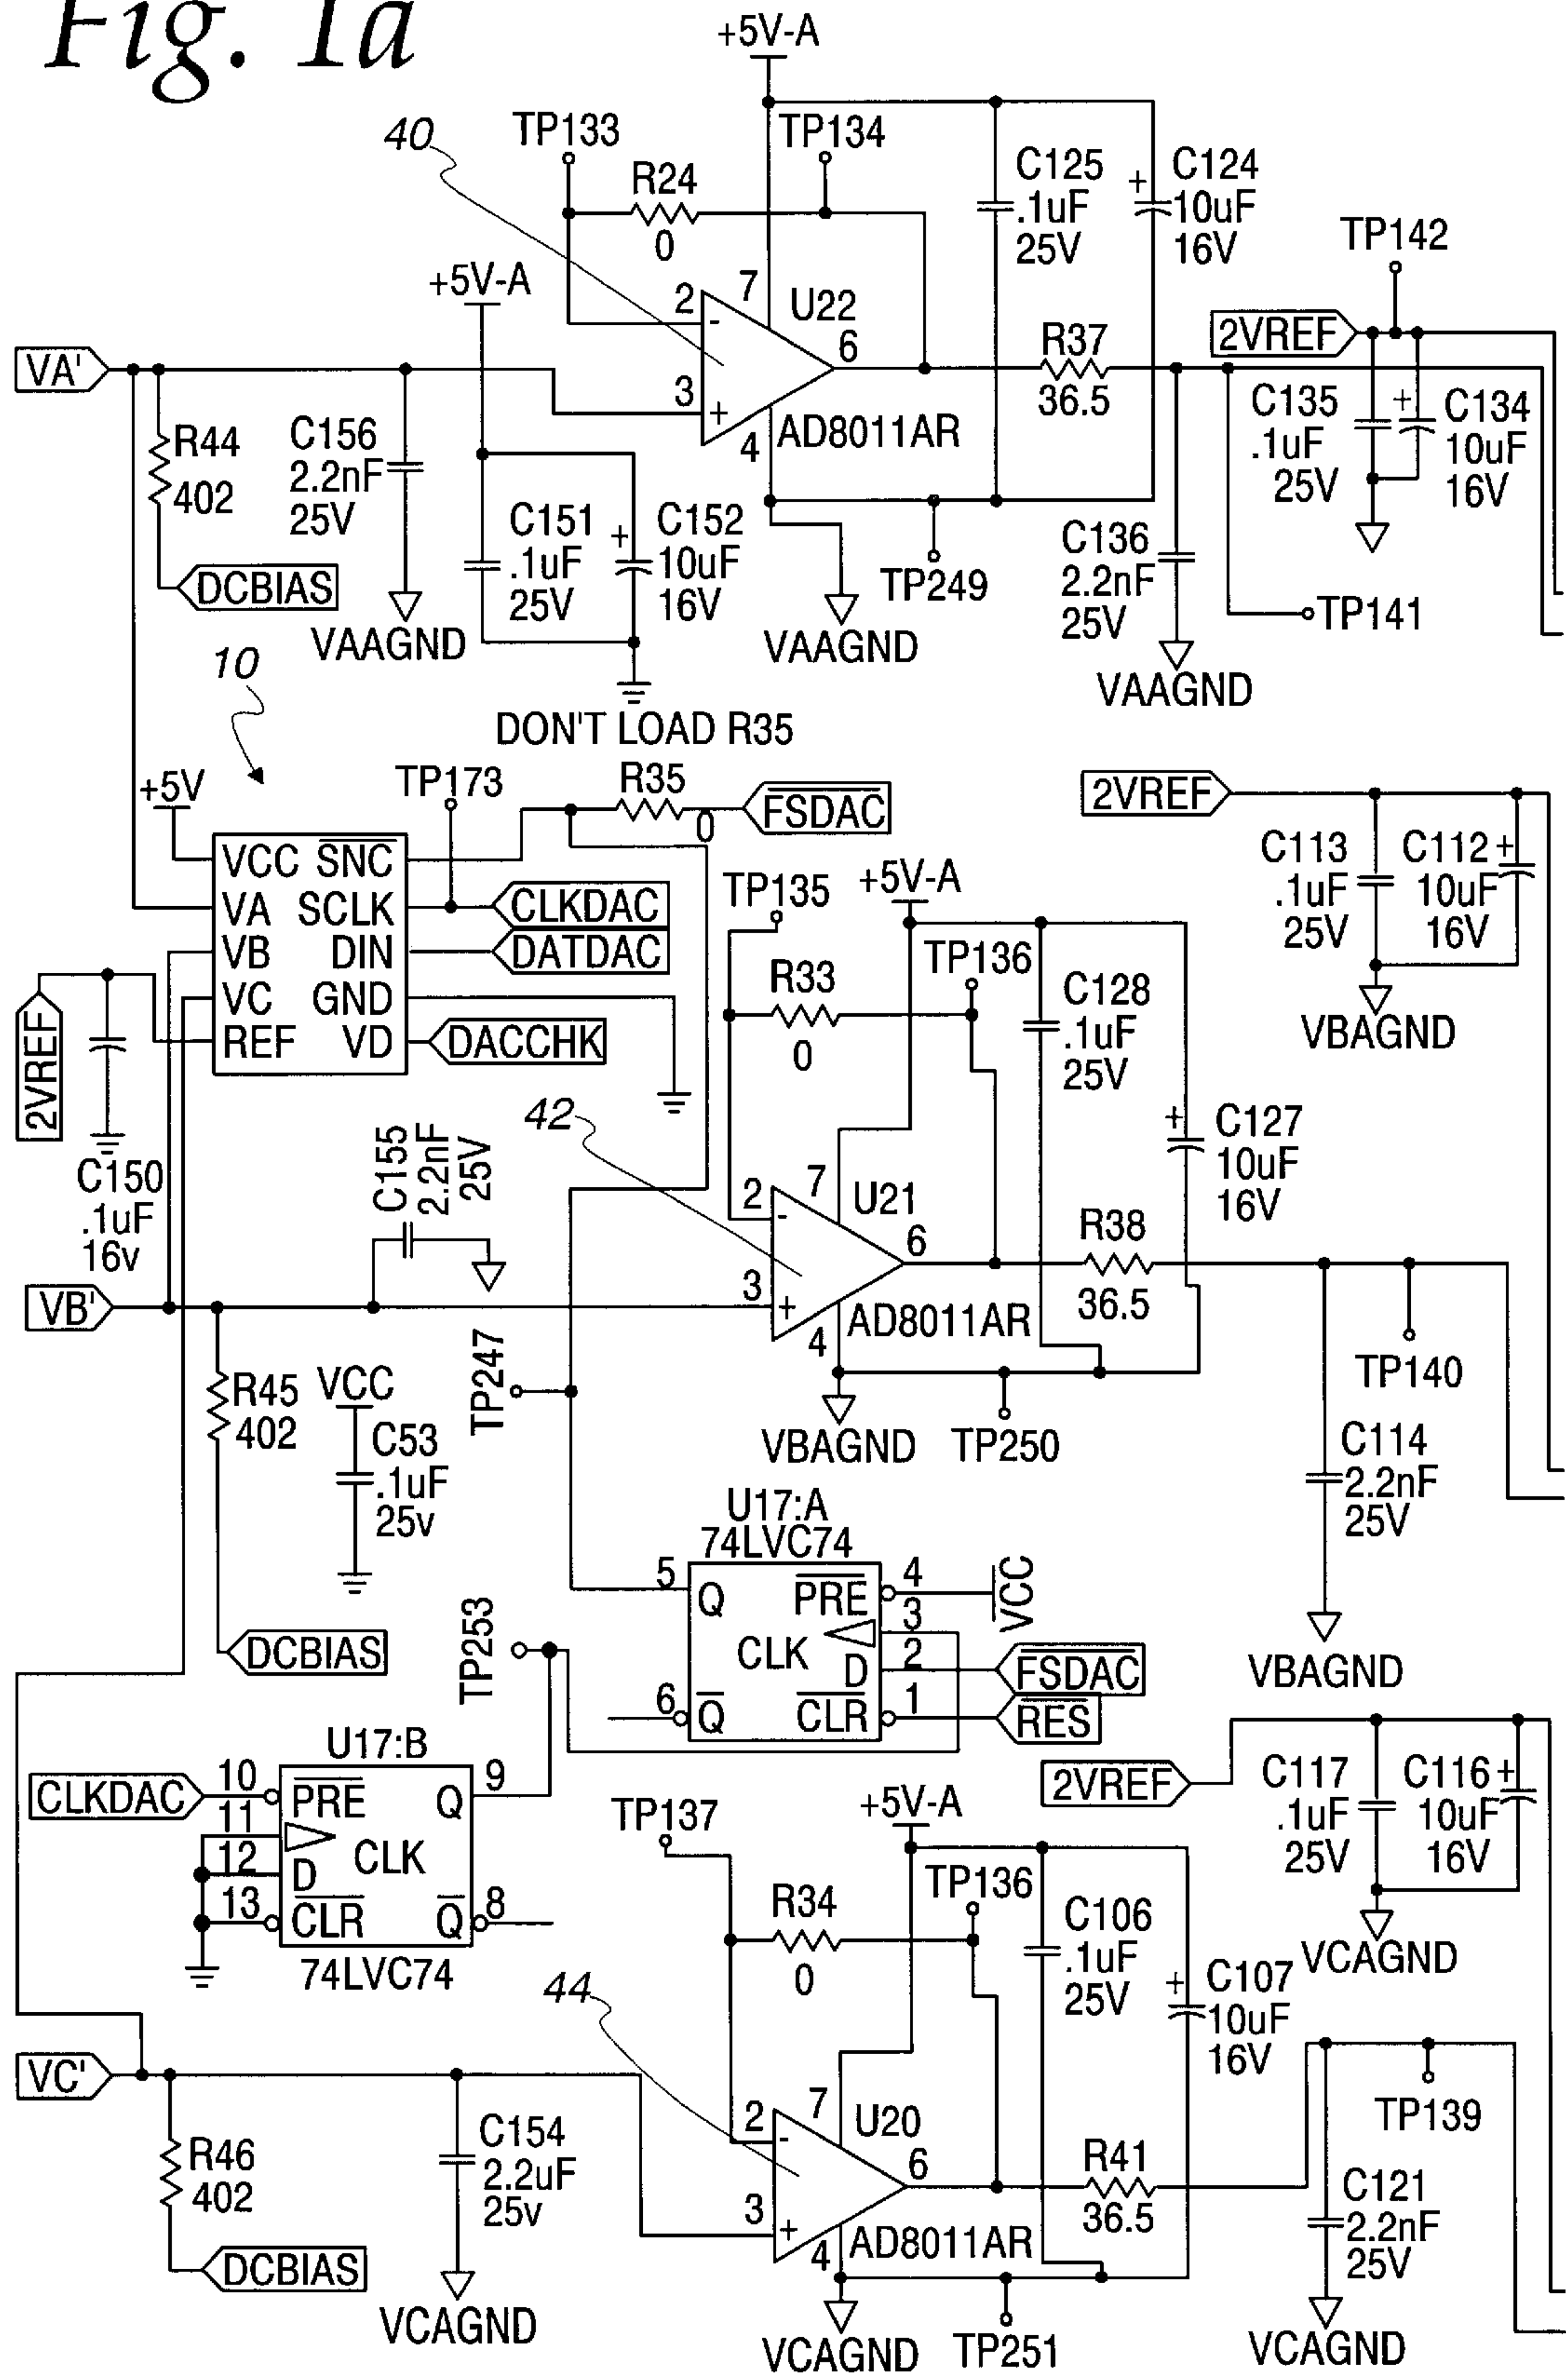 Fig. 1a
+5V-A
40
TP133
TP134
R24
0
C125
.1uF
25V
+
C124
10uF
16V
TP142
+5V-A
2
-
7
U22
6
3
+
4
AD8011AR
R37
36.5
2VREF
VA'
R44
402
C156
2.2nF
25V
C135
.1uF
25V
+
C134
10uF
16V
DCBIAS
VAAGND
C151
.1uF
25V
+
C152
10uF
16V
TP249
VAAGND
C136
2.2nF
25V
TP141
VAAGND
10
DON'T LOAD R35
+5V
TP173
R35
0
FSDAC
2VREF
VCC SNC
VA SCLK
VB DIN
VC GND
REF VD
CLKDAC
DATDAC
DACCHK
2VREF
C150
.1uF
16v
TP135
+5V-A
R33
0
TP136
C128
.1uF
25V
C113
.1uF
25V
C112
+
10uF
16V
VBAGND
42
C155
2.2nF
25V
+
C127
10uF
16V
2
-
7
U21
6
3
+
4
AD8011AR
R38
36.5
VB'
TP247
VBAGND
TP250
TP140
R45
402
VCC
C53
.1uF
25v
C114
2.2nF
25V
U17:A
74LVC74
5
Q
PRE
4
VCC
3
CLK
D
2
FSDAC
6
Q
CLR
1
RES
TP253
DCBIAS
VBAGND
U17:B
CLKDAC
10
PRE
Q
9
11
CLK
12
D
13
CLR
Q
8
74LVC74
2VREF
C117
.1uF
25V
C116
+
10uF
16V
VCAGND
TP137
+5V-A
R34
0
TP136
C106
.1uF
25V
+
C107
10uF
16V
44
VC'
2
-
7
U20
6
3
+
4
AD8011AR
R41
36.5
TP139
R46
402
C154
2.2uF
25v
C121
2.2nF
25V
DCBIAS
VCAGND
VCAGND
TP251
VCAGND